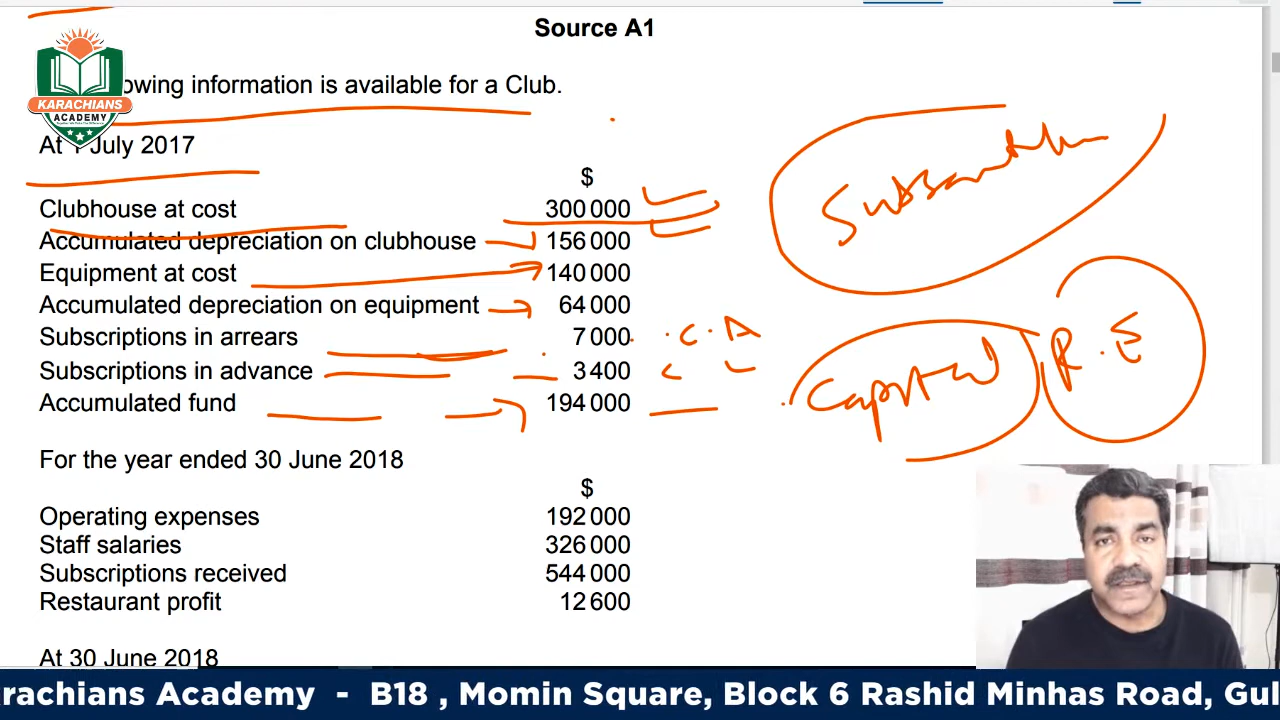 Source A1
KARACHIANS
ACADEMY
owing information is available for a Club.
At 1 July 2017
$
Clubhouse at cost 300 000
Accumulated depreciation on clubhouse 156 000
Equipment at cost 140 000
Accumulated depreciation on equipment 64 000
Subscriptions in arrears 7 000 C.A
Subscriptions in advance 3 400 C L
Accumulated fund 194 000
Capital R.E
For the year ended 30 June 2018
$
Operating expenses 192 000
Staff salaries 326 000
Subscriptions received 544 000
Restaurant profit 12 600
At 30 June 2018
arachians Academy - B18 , Momin Square, Block 6 Rashid Minhas Road, Gul